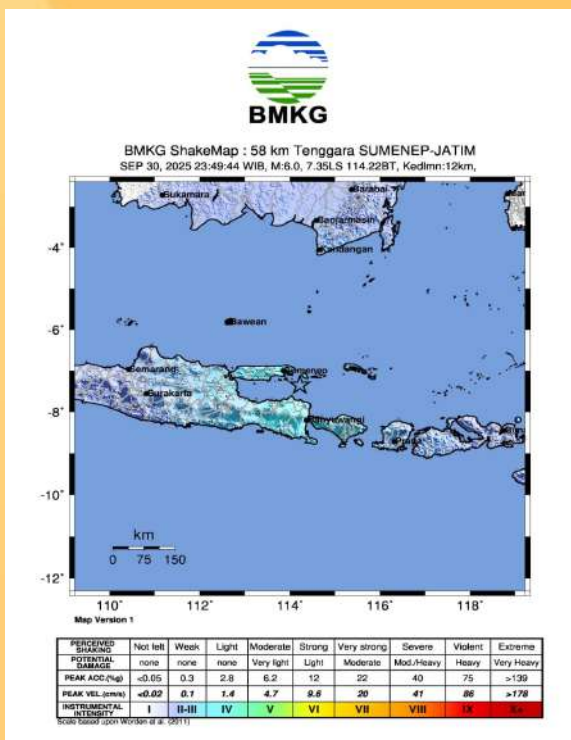 BMKG
BMKG ShakeMap : 58 km Tenggara SUMENEP-JATIM
SEP 30, 2025 23:49:44 WIB, M:6.0, 7.35LS 114.22BT, Kedlmn:12km,
Sukamara
Barabai
Banjarmasin
Kandangan
-4°
Bawean
-6°
Semarang
Sumenep
Surakarta
-8°
Banyuwangi
Praya
-10°
km
0 75 150
-12°
110° 112° 114° 116° 118°
Map Version 1
PERCEIVED SHAKING Not felt Weak Light Moderate Strong Very strong Severe Violent Extreme
POTENTIAL DAMAGE none none none Very light Light Moderate Mod./Heavy Heavy Very Heavy
PEAK ACC.(%g) <0.05 0.3 2.8 6.2 12 22 40 75 >139
PEAK VEL.(cm/s) <0.02 0.1 1.4 4.7 9.6 20 41 86 >178
INSTRUMENTAL INTENSITY I II-III IV V VI VII VIII IX X+
Scale based upon Worden et al. (2011)